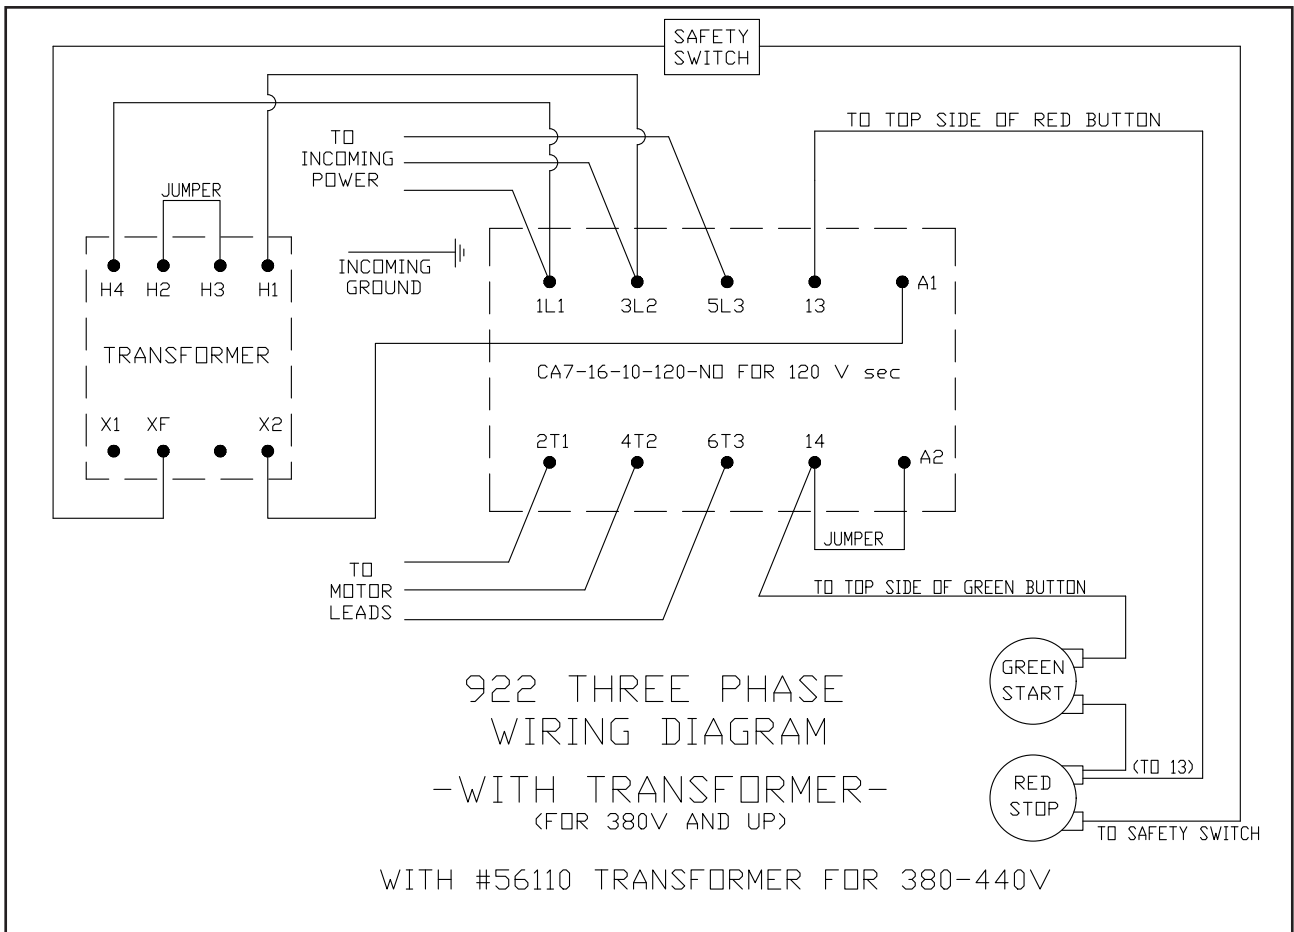 SAFETY
SWITCH
TO TOP SIDE OF RED BUTTON
TO
INCOMING
POWER
JUMPER
INCOMING
GROUND
H4 H2 H3 H1
1L1 3L2 5L3 13 A1
TRANSFORMER
CA7-16-10-120-NO FOR 120 V sec
X1 XF X2
2T1 4T2 6T3 14 A2
JUMPER
TO
MOTOR
LEADS
TO TOP SIDE OF GREEN BUTTON
GREEN
START
(TO 13)
RED
STOP
TO SAFETY SWITCH
922 THREE PHASE
WIRING DIAGRAM
-WITH TRANSFORMER-
(FOR 380V AND UP)
WITH #56110 TRANSFORMER FOR 380-440V